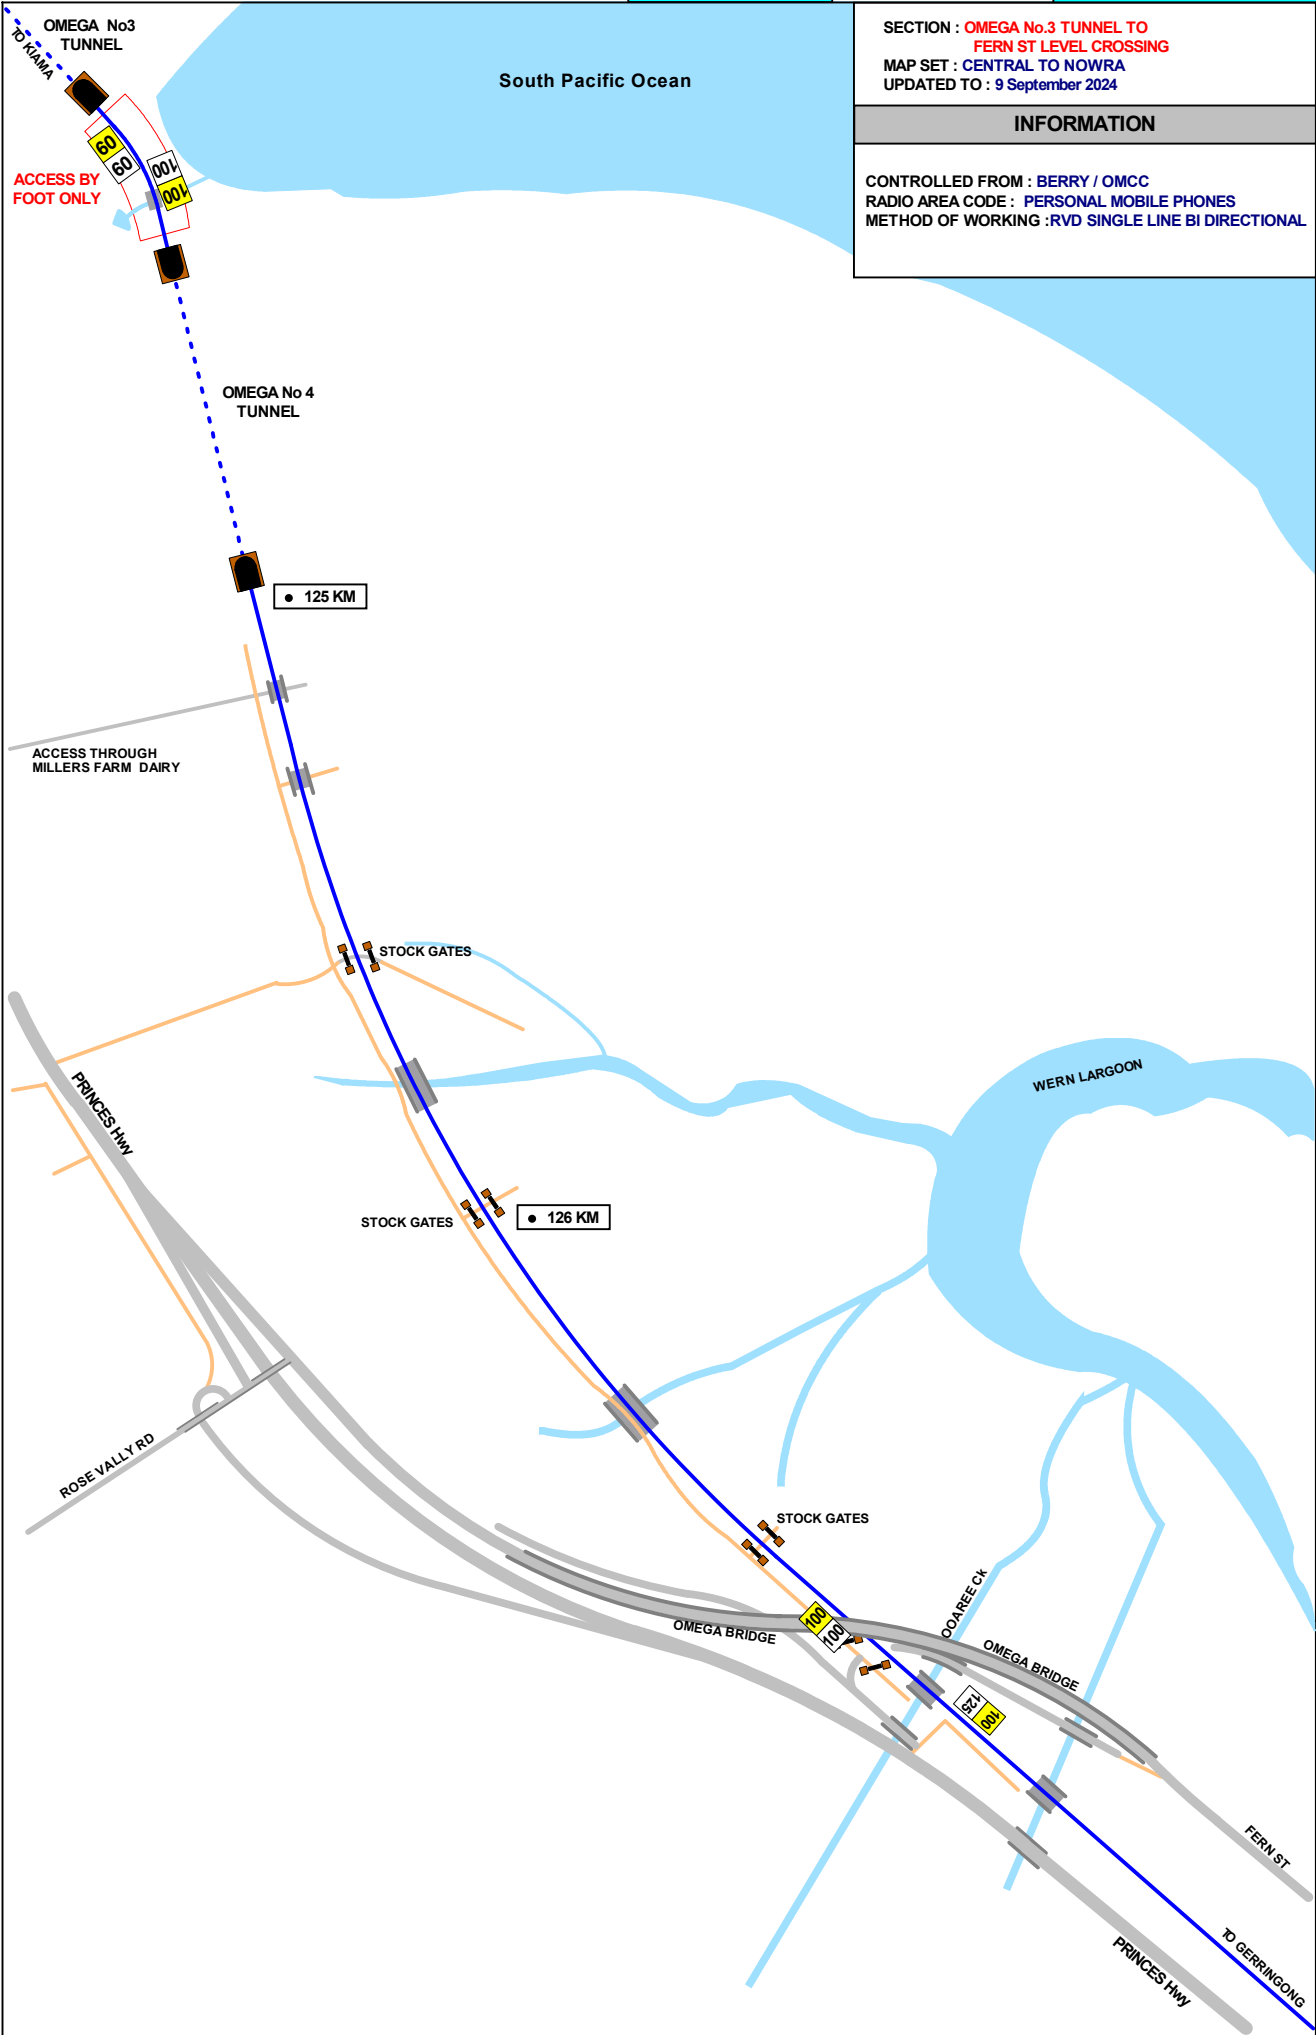 OMEGA No3
TUNNEL
TO KIAMA
South Pacific Ocean
SECTION : OMEGA No.3 TUNNEL TO
FERN ST LEVEL CROSSING
MAP SET : CENTRAL TO NOWRA
UPDATED TO : 9 September 2024
INFORMATION
CONTROLLED FROM : BERRY / OMCC
RADIO AREA CODE : PERSONAL MOBILE PHONES
METHOD OF WORKING :RVD SINGLE LINE BI DIRECTIONAL
60
60
100
100
ACCESS BY
FOOT ONLY
OMEGA No 4
TUNNEL
125 KM
ACCESS THROUGH
MILLERS FARM DAIRY
STOCK GATES
PRINCES Hwy
WERN LARGOON
STOCK GATES
126 KM
ROSE VALLY RD
STOCK GATES
100
100
OMEGA BRIDGE
OOAREE Ck
OMEGA BRIDGE
125
100
FERN ST
TO GERRINGONG
PRINCES Hwy